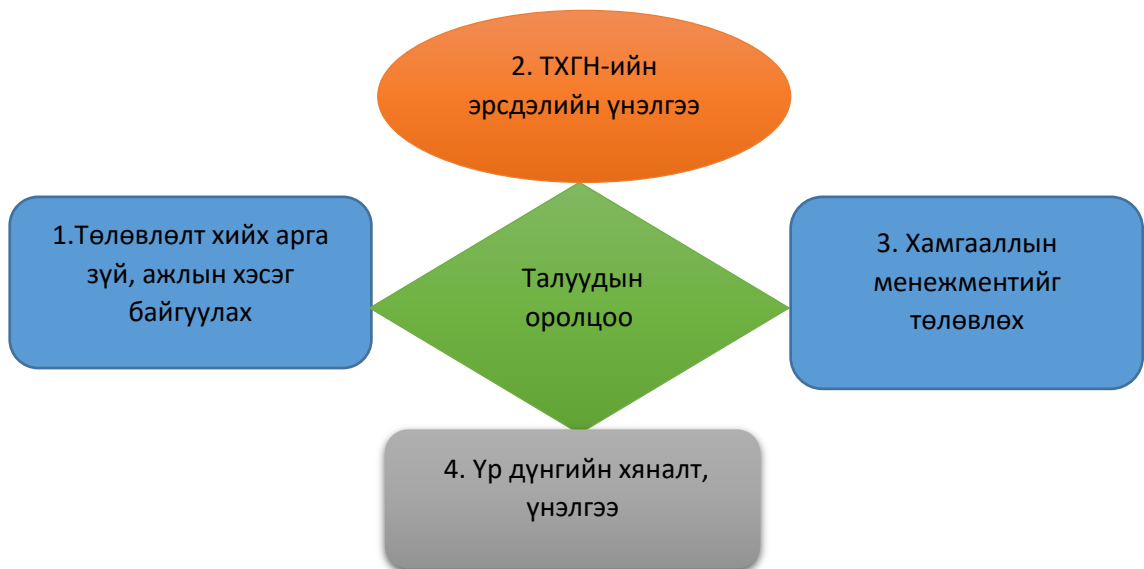 2. ТХГН-ийн
эрсдэлийн үнэлгээ
1.Төлөвлөлт хийх арга
зүй, ажлын хэсэг
байгуулах
Талуудын
оролцоо
3. Хамгааллын
менежментийг
төлөвлөх
4. Үр дүнгийн хяналт,
үнэлгээ